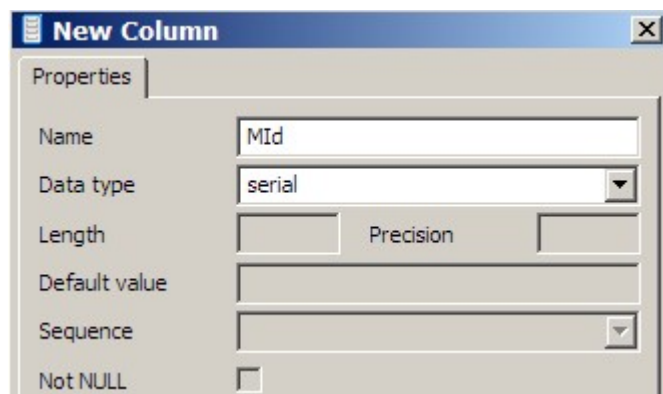 New Column
Properties
Name MId
Data type serial
Length Precision
Default value
Sequence
Not NULL